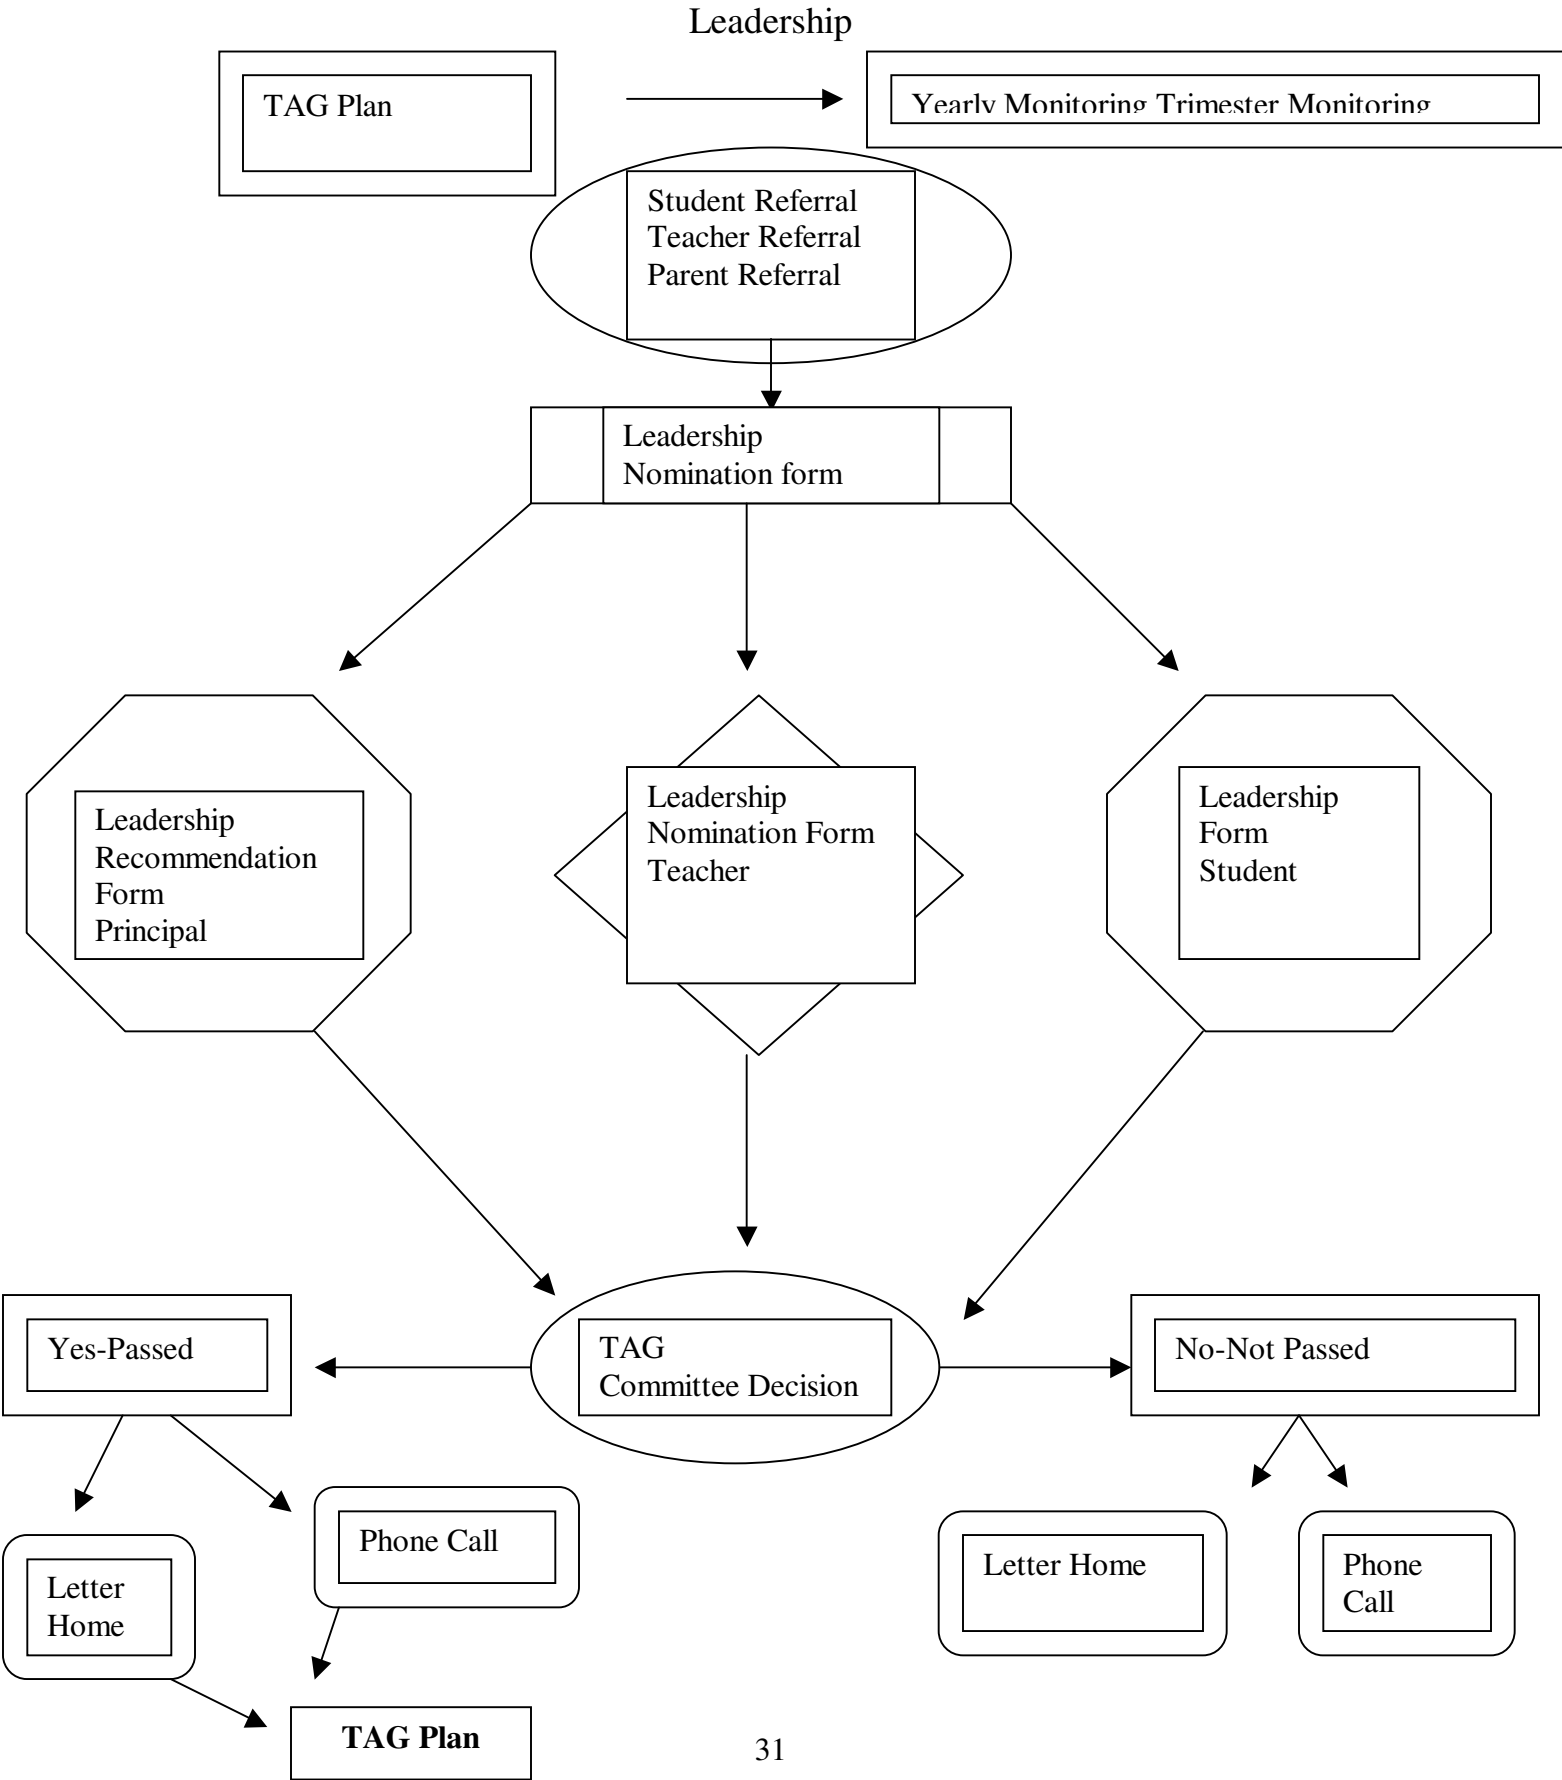 Leadership
TAG Plan
Yearly Monitoring Trimester Monitoring
Student Referral
Teacher Referral
Parent Referral
Leadership
Nomination form
Leadership
Recommendation
Form
Principal
Leadership
Nomination Form
Teacher
Leadership
Form
Student
Yes-Passed
TAG
Committee Decision
No-Not Passed
Letter
Home
Phone Call
Letter Home
Phone
Call
TAG Plan
31